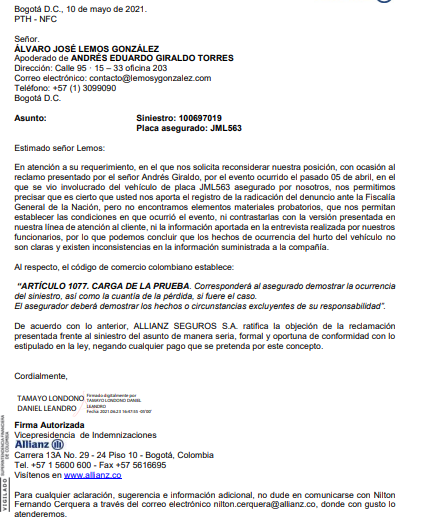 Bogotá D.C., 10 de mayo de 2021.
PTH - NFC
Señor.
ÁLVARO JOSÉ LEMOS GONZÁLEZ
Apoderado de ANDRÉS EDUARDO GIRALDO TORRES
Dirección: Calle 95 · 15 – 33 oficina 203
Correo electrónico: contacto@lemosygonzalez.com
Teléfono: +57 (1) 3099090
Bogotá D.C.
Asunto: Siniestro: 100697019
Placa asegurado: JML563
Estimado señor Lemos:
En atención a su requerimiento, en el que nos solicita reconsiderar nuestra posición, con ocasión al
reclamo presentado por el señor Andrés Giraldo, por el evento ocurrido el pasado 05 de abril, en el
que se vio involucrado del vehículo de placa JML563 asegurado por nosotros, nos permitimos
precisar que es cierto que usted nos aporta el registro de la radicación del denuncio ante la Fiscalía
General de la Nación, pero no encontramos elementos materiales probatorios, que nos permitan
establecer las condiciones en que ocurrió el evento, ni contrastarlas con la versión presentada en
nuestra línea de atención al cliente, ni la información aportada en la entrevista realizada por nuestros
funcionarios, por lo que podemos concluir que los hechos de ocurrencia del hurto del vehículo no
son claras y existen inconsistencias en la información suministrada a la compañía.
Al respecto, el código de comercio colombiano establece:
“ARTÍCULO 1077. CARGA DE LA PRUEBA. Corresponderá al asegurado demostrar la ocurrencia
del siniestro, así como la cuantía de la pérdida, si fuere el caso.
El asegurador deberá demostrar los hechos o circunstancias excluyentes de su responsabilidad”.
De acuerdo con lo anterior, ALLIANZ SEGUROS S.A. ratifica la objeción de la reclamación
presentada frente al siniestro del asunto de manera seria, formal y oportuna de conformidad con lo
estipulado en la ley, negando cualquier pago que se pretenda por este concepto.
Cordialmente,
TAMAYO LONDONO
DANIEL LEANDRO
Firmado digitalmente por
TAMAYO LONDONO DANIEL
LEANDRO
Fecha: 2021.06.23 16:47:55 -05'00'
Firma Autorizada
Vicepresidencia de Indemnizaciones
Allianz
Carrera 13A No. 29 - 24 Piso 10 - Bogotá, Colombia
Tel. +57 1 5600 600 - Fax +57 5616695
Visítenos en www.allianz.co
Para cualquier aclaración, sugerencia e información adicional, no dude en comunicarse con Nilton
Fernando Cerquera a través del correo electrónico nilton.cerquera@allianz.co, donde con gusto lo
atenderemos.
VIGILADO SUPERINTENDENCIA FINANCIERA
DE COLOMBIA